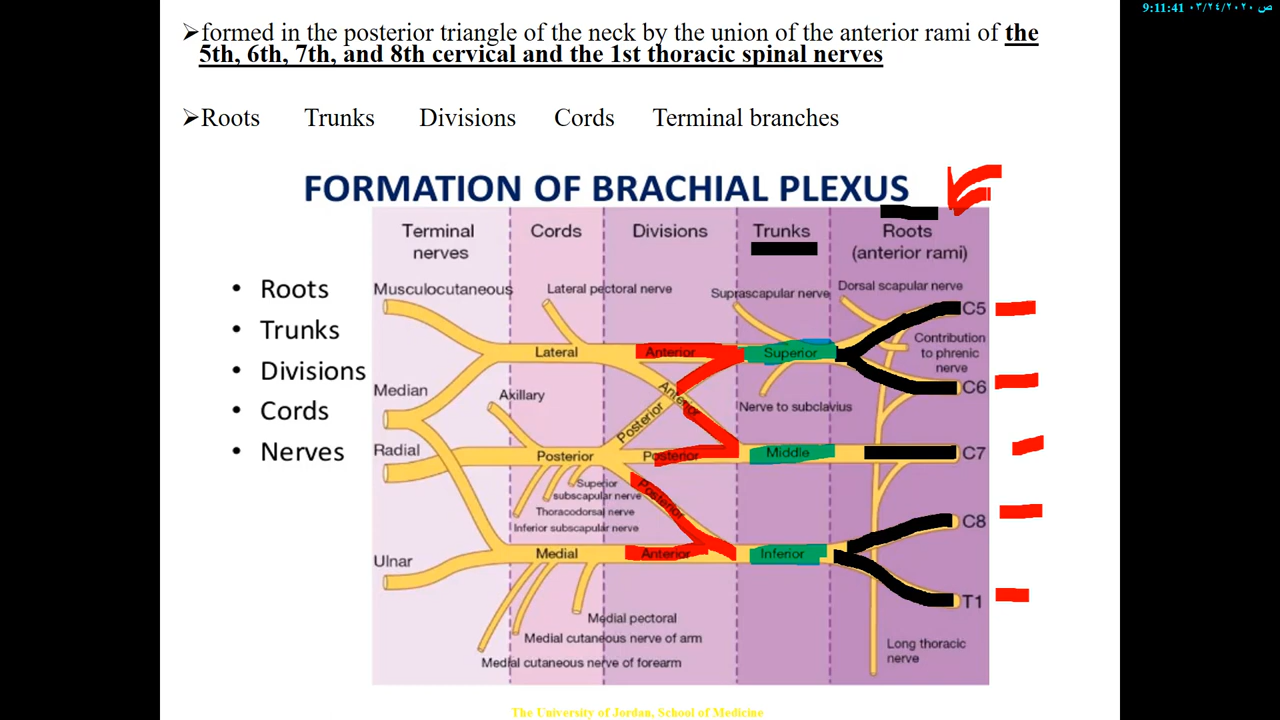 9:11:41 ٠٣/٢٤/٢٠٢٠ ص
➢formed in the posterior triangle of the neck by the union of the anterior rami of the
5th, 6th, 7th, and 8th cervical and the 1st thoracic spinal nerves
➢Roots Trunks Divisions Cords Terminal branches
FORMATION OF BRACHIAL PLEXUS
• Roots
• Trunks
• Divisions
• Cords
• Nerves
Terminal
nerves
Cords
Divisions
Trunks
Roots
(anterior rami)
Musculocutaneous
Lateral pectoral nerve
Suprascapular nerve
Dorsal scapular nerve
C5
Lateral
Anterior
Superior
Contribution
to phrenic
nerve
C6
Median
Axillary
Anterior
Posterior
Nerve to subclavius
Radial
Posterior
Posterior
Middle
C7
Superior
subscapular nerve
Thoracodorsal nerve
Inferior subscapular nerve
Posterior
C8
Ulnar
Medial
Anterior
Inferior
T1
Medial pectoral
Medial cutaneous nerve of arm
Medial cutaneous nerve of forearm
Long thoracic
nerve
The University of Jordan, School of Medicine